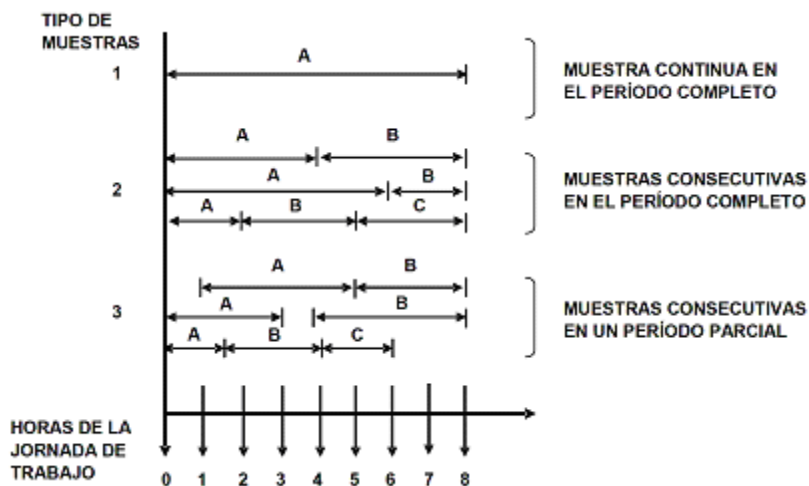 TIPO DE
MUESTRAS
1
A
MUESTRA CONTINUA EN
EL PERÍODO COMPLETO
2
A B
A B
A B C
MUESTRAS CONSECUTIVAS
EN EL PERÍODO COMPLETO
3
A B
A B
A B C
MUESTRAS CONSECUTIVAS
EN UN PERÍODO PARCIAL
HORAS DE LA
JORNADA DE
TRABAJO
0 1 2 3 4 5 6 7 8